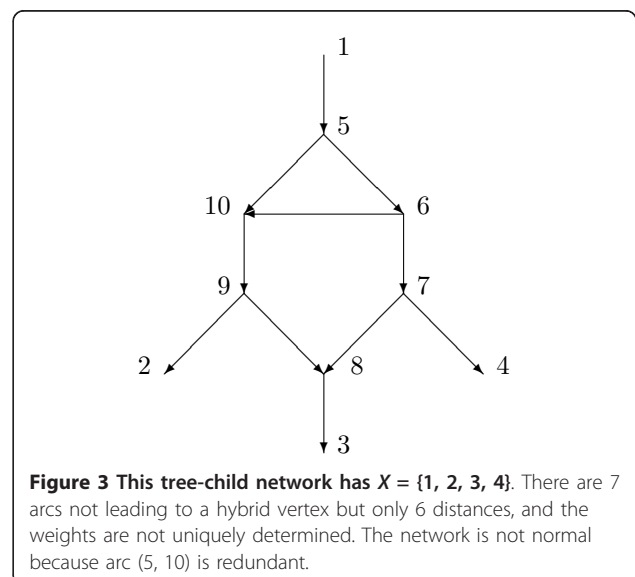 1
5
10 6
9 7
2 8 4
3
Figure 3 This tree-child network has X = {1, 2, 3, 4}. There are 7
arcs not leading to a hybrid vertex but only 6 distances, and the
weights are not uniquely determined. The network is not normal
because arc (5, 10) is redundant.